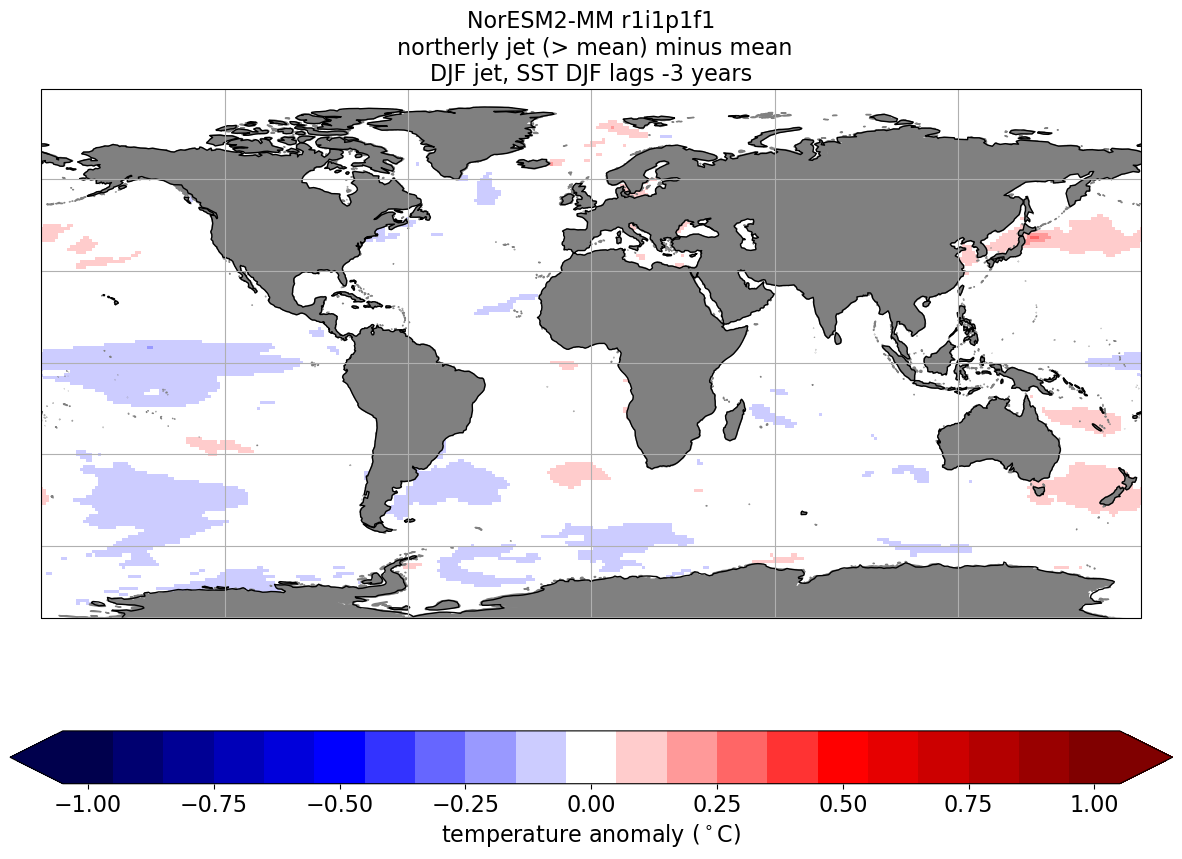 NorESM2-MM r1i1p1f1
northerly jet (> mean) minus mean
DJF jet, SST DJF lags -3 years
−1.00 −0.75 −0.50 −0.25 0.00 0.25 0.50 0.75 1.00
temperature anomaly (°C)